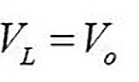 V_L = V_o